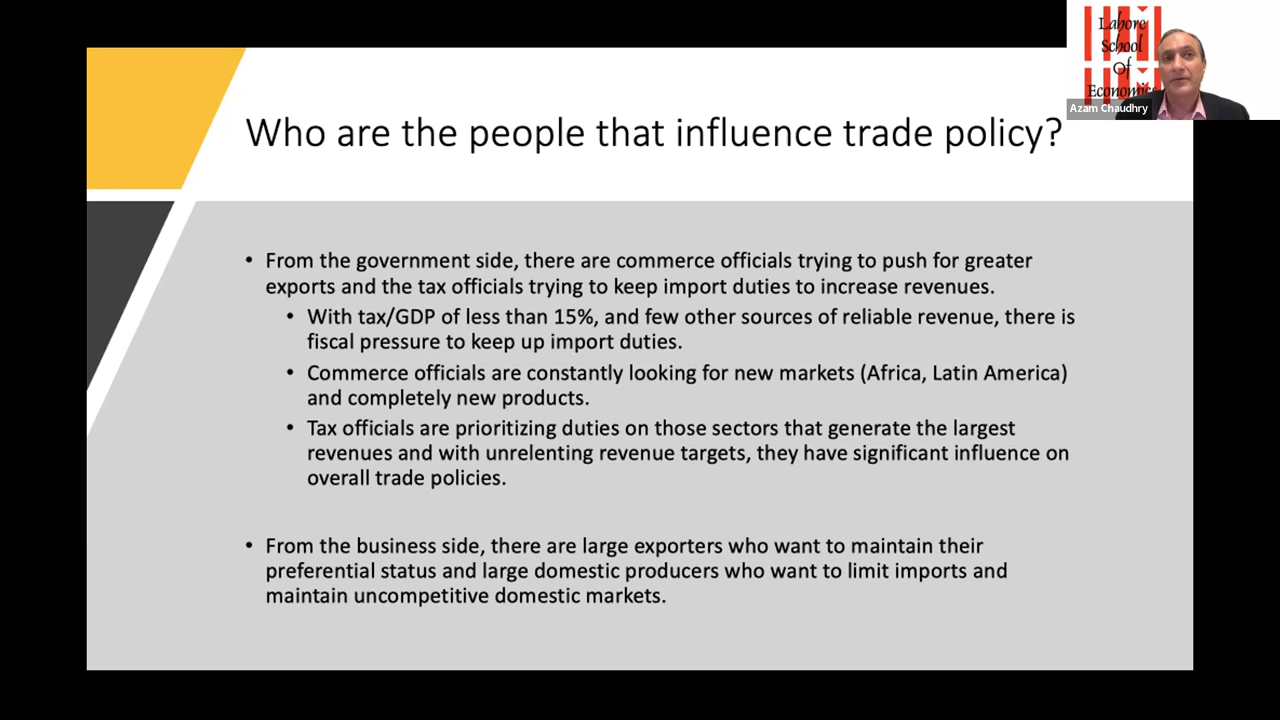 Lahore
School
Of
Economics
Azam Chaudhry
Who are the people that influence trade policy?
• From the government side, there are commerce officials trying to push for greater
exports and the tax officials trying to keep import duties to increase revenues.
• With tax/GDP of less than 15%, and few other sources of reliable revenue, there is
fiscal pressure to keep up import duties.
• Commerce officials are constantly looking for new markets (Africa, Latin America)
and completely new products.
• Tax officials are prioritizing duties on those sectors that generate the largest
revenues and with unrelenting revenue targets, they have significant influence on
overall trade policies.
• From the business side, there are large exporters who want to maintain their
preferential status and large domestic producers who want to limit imports and
maintain uncompetitive domestic markets.